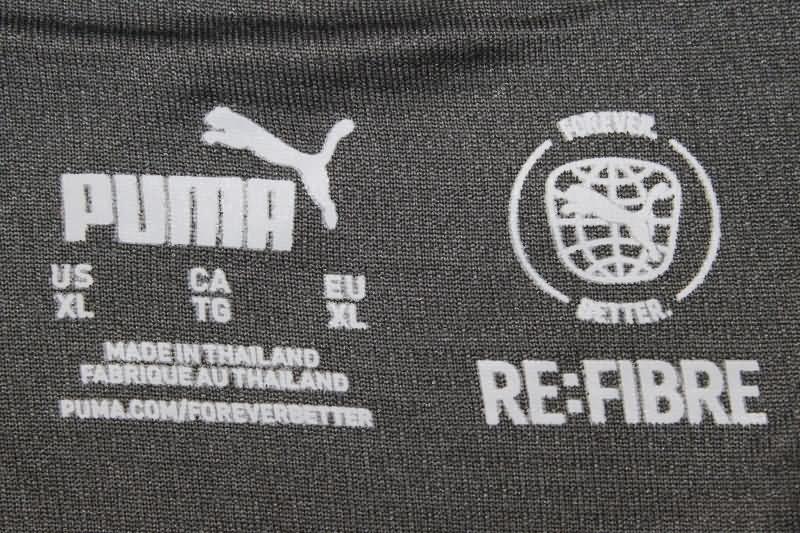 PUMA
US CA EU
XL TG XL
MADE IN THAILAND
FABRIQUE AU THAILAND
PUMA.COM/FOREVERBETTER
FOREVER.
BETTER.
RE:FIBRE